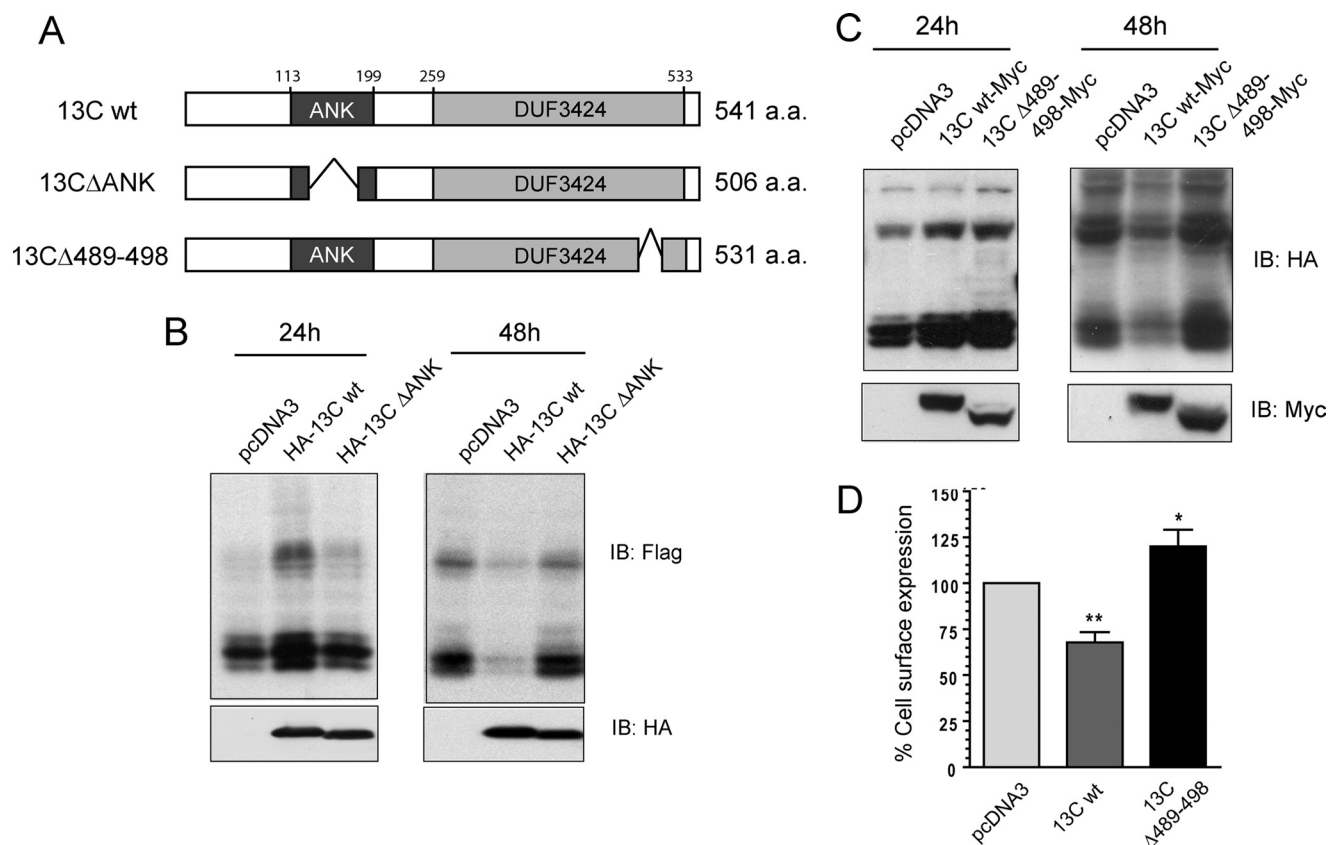 A
113 199 259 533
13C wt ANK DUF3424 541 a.a.
13CΔANK DUF3424 506 a.a.
13CΔ489-498 ANK DUF3424 531 a.a.
B
24h 48h
pcDNA3
HA-13C wt
HA-13C ΔANK
pcDNA3
HA-13C wt
HA-13C ΔANK
IB: Flag
IB: HA
C
24h 48h
pcDNA3
13C wt-Myc
13C Δ489-
498-Myc
pcDNA3
13C wt-Myc
13C Δ489-
498-Myc
IB: HA
IB: Myc
D
% Cell surface expression
150
125
100
75
50
25
0
**
*
pcDNA3
13C wt
13C
Δ489-498